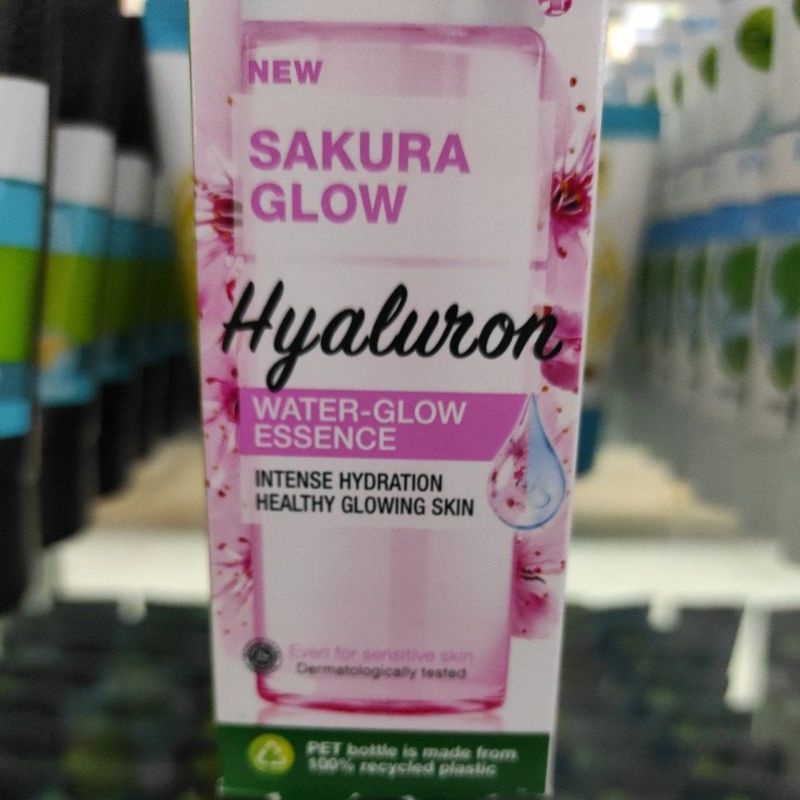 NEW
SAKURA
GLOW
Hyaluron
WATER-GLOW
ESSENCE
INTENSE HYDRATION
HEALTHY GLOWING SKIN
Even for sensitive skin
Dermatologically tested
PET bottle is made from
100% recycled plastic